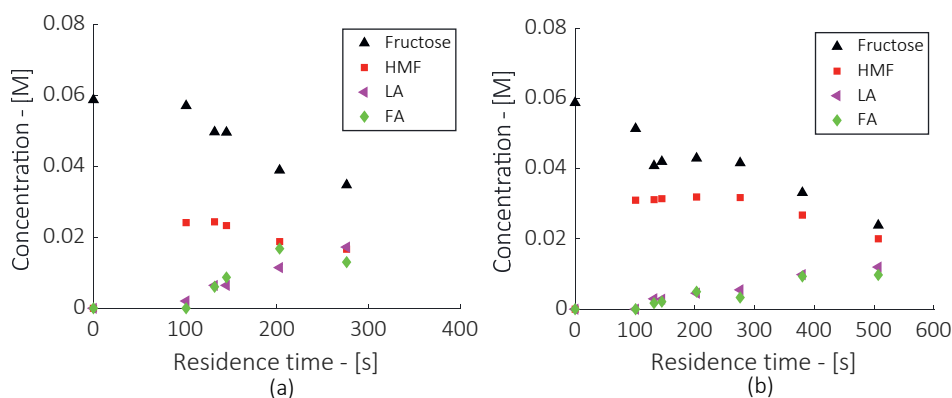 0.08
0.06
0.04
0.02
0
0
100
200
300
400
Concentration - [M]
Residence time - [s]
Fructose
HMF
LA
FA
(a)
0.08
0.06
0.04
0.02
0
0
100
200
300
400
500
600
Concentration - [M]
Residence time - [s]
Fructose
HMF
LA
FA
(b)